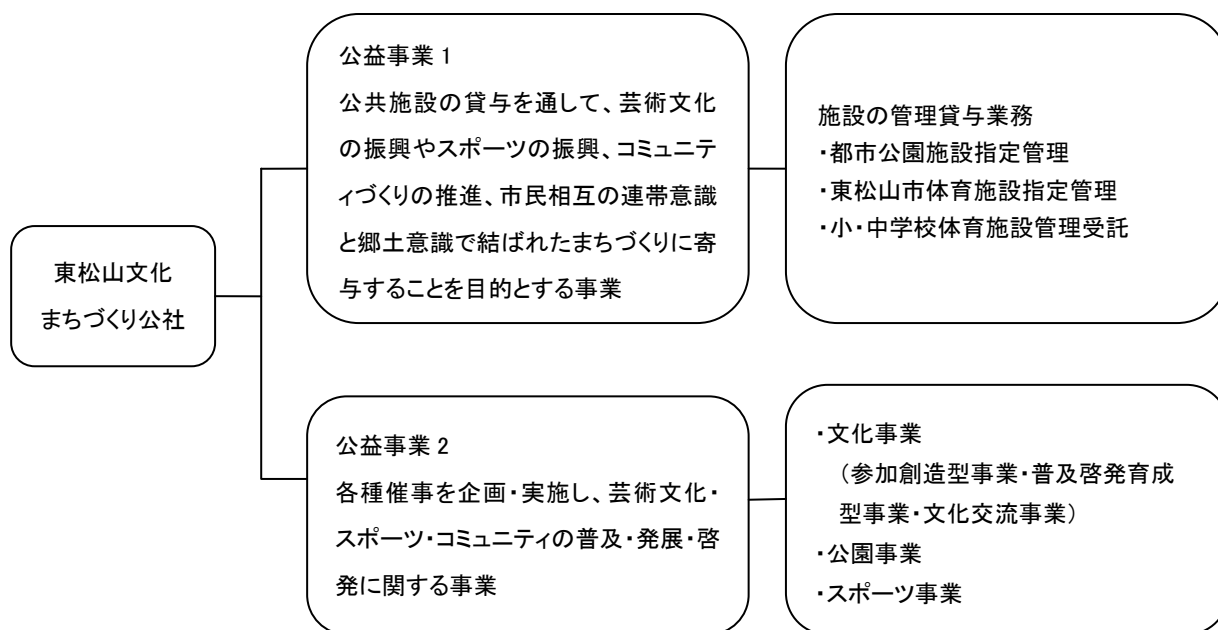 東松山文化
まちづくり公社
公益事業 1
公共施設の貸与を通して、芸術文化
の振興やスポーツの振興、コミュニテ
ィづくりの推進、市民相互の連帯意識
と郷土意識で結ばれたまちづくりに寄
与することを目的とする事業
施設の管理貸与業務
・都市公園施設指定管理
・東松山市体育施設指定管理
・小・中学校体育施設管理受託
公益事業 2
各種催事を企画・実施し、芸術文化・
スポーツ・コミュニティの普及・発展・啓
発に関する事業
・文化事業
（参加創造型事業・普及啓発育成
型事業・文化交流事業）
・公園事業
・スポーツ事業